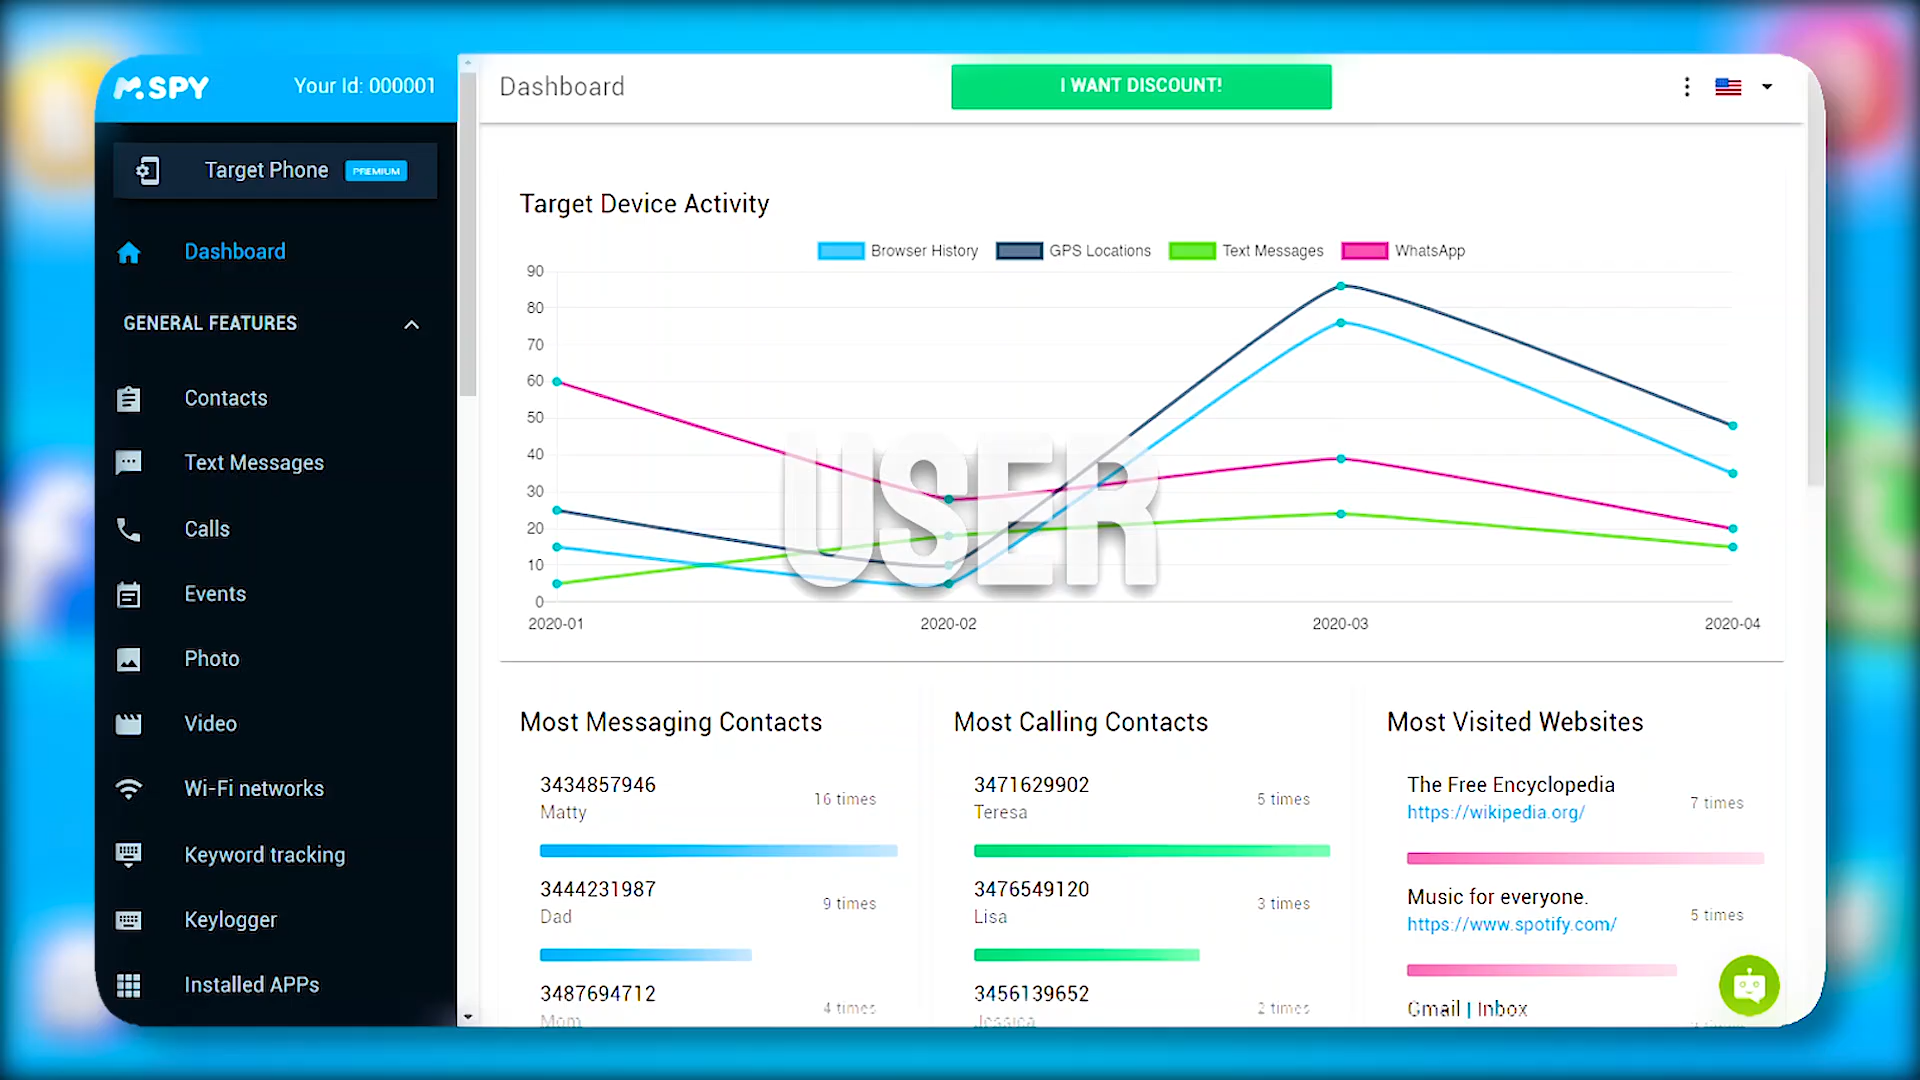 mSPY
Your Id: 000001
Dashboard
I WANT DISCOUNT!
Target Phone
PREMIUM
Dashboard
GENERAL FEATURES
Contacts
Text Messages
Calls
Events
Photo
Video
Wi-Fi networks
Keyword tracking
Keylogger
Installed APPs
Target Device Activity
Browser History
GPS Locations
Text Messages
WhatsApp
90
80
70
60
50
40
30
20
10
0
2020-01
2020-02
2020-03
2020-04
USER
Most Messaging Contacts
3434857946
Matty
16 times
3444231987
Dad
9 times
3487694712
Mom
4 times
Most Calling Contacts
3471629902
Teresa
5 times
3476549120
Lisa
3 times
3456139652
Jessica
2 times
Most Visited Websites
The Free Encyclopedia
https://wikipedia.org/
7 times
Music for everyone.
https://www.spotify.com/
5 times
Gmail | Inbox